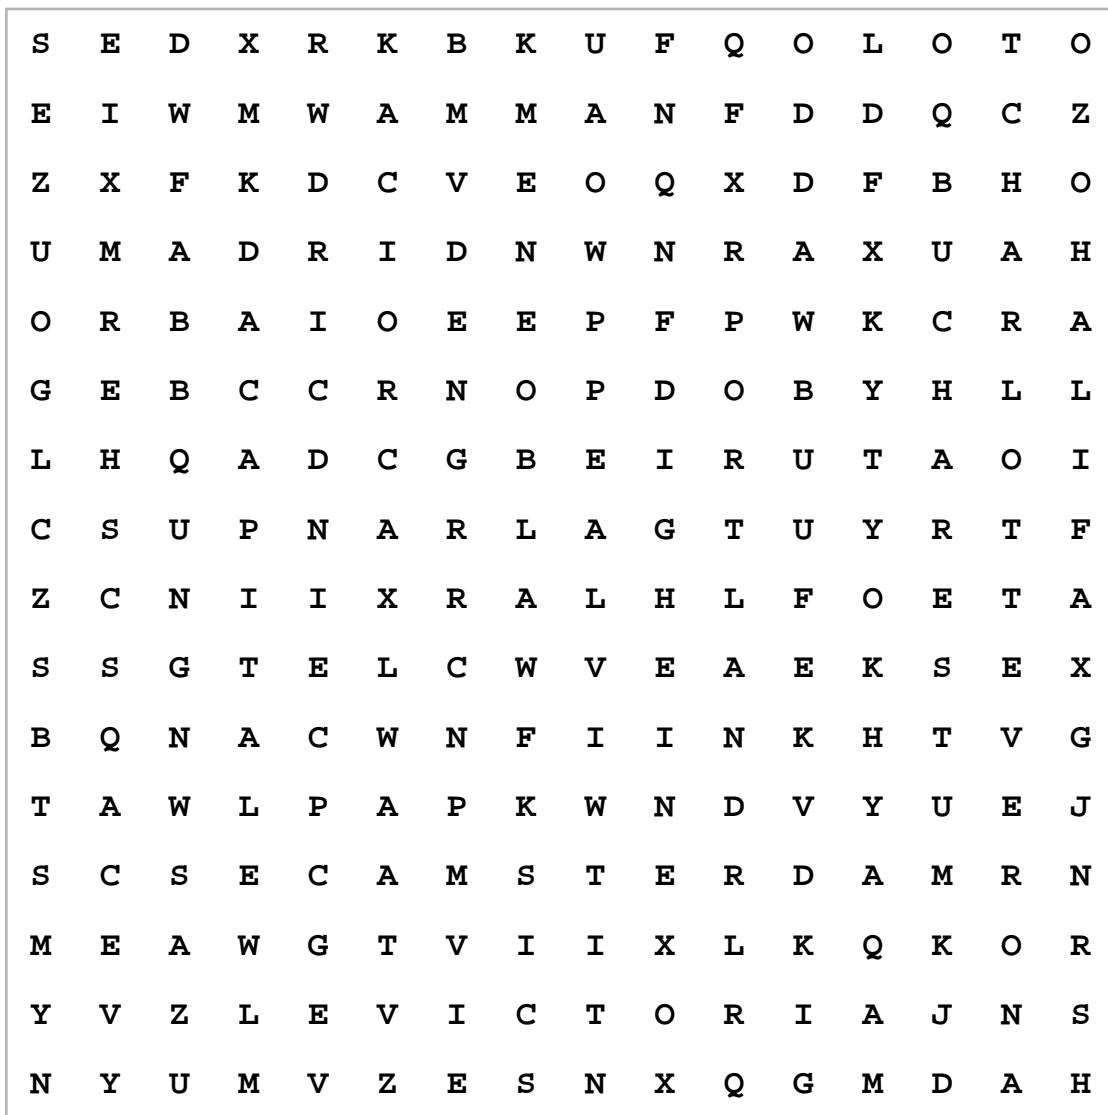 S E D X R K B K U F Q O L O T O
E I W M W A M M A N F D D Q C Z
Z X F K D C V E O Q X D F B H O
U M A D R I D N W N R A X U A H
O R B A I O E E P F P W K C R A
G E B C C R N O P D O B Y H L L
L H Q A D C G B E I R U T A O I
C S U P N A R L A G T U Y R T F
Z C N I I X R A L H L F O E T A
S S G T E L C W V E A E K S E X
B Q N A C W N F I I N K H T V G
T A W L P A P K W N D V Y U E J
S C S E C A M S T E R D A M R N
M E A W G T V I I X L K Q K O R
Y V Z L E V I C T O R I A J N S
N Y U M V Z E S N X Q G M D A H